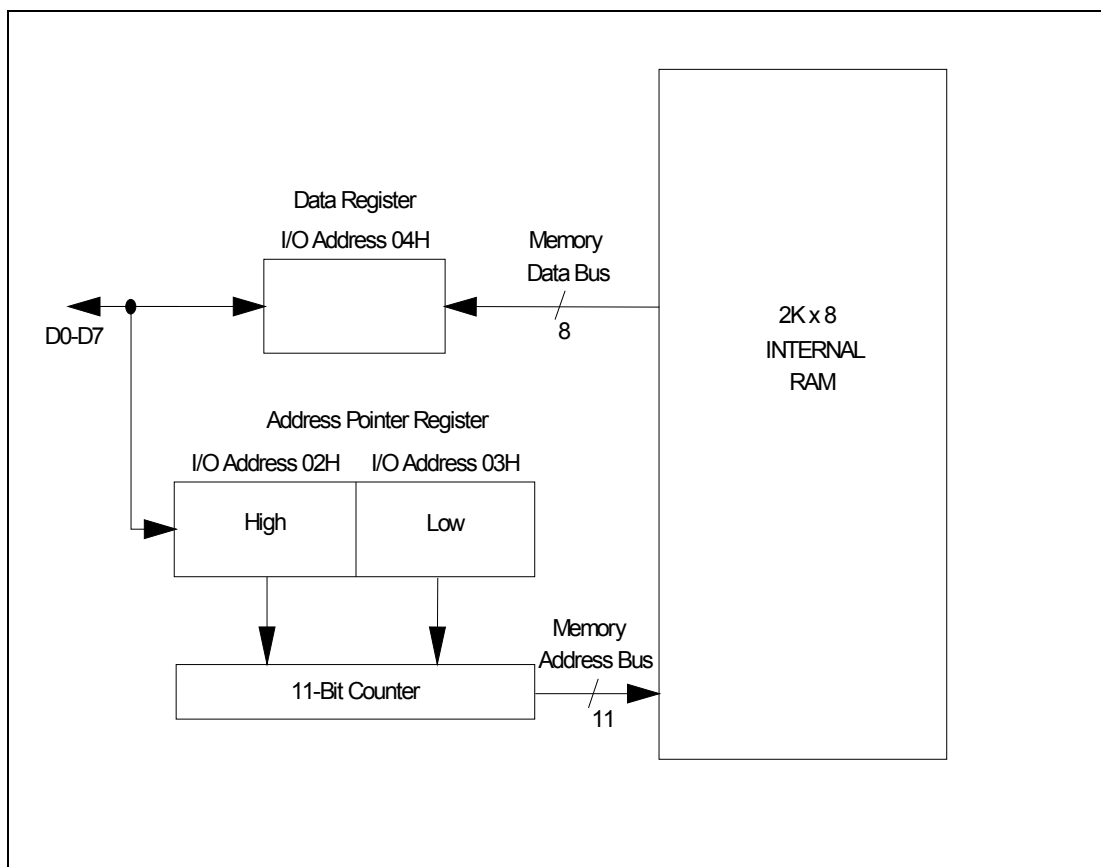 Data Register
I/O Address 04H
Memory
Data Bus
8
D0-D7
2K x 8
INTERNAL
RAM
Address Pointer Register
I/O Address 02H
I/O Address 03H
High
Low
Memory
Address Bus
11
11-Bit Counter